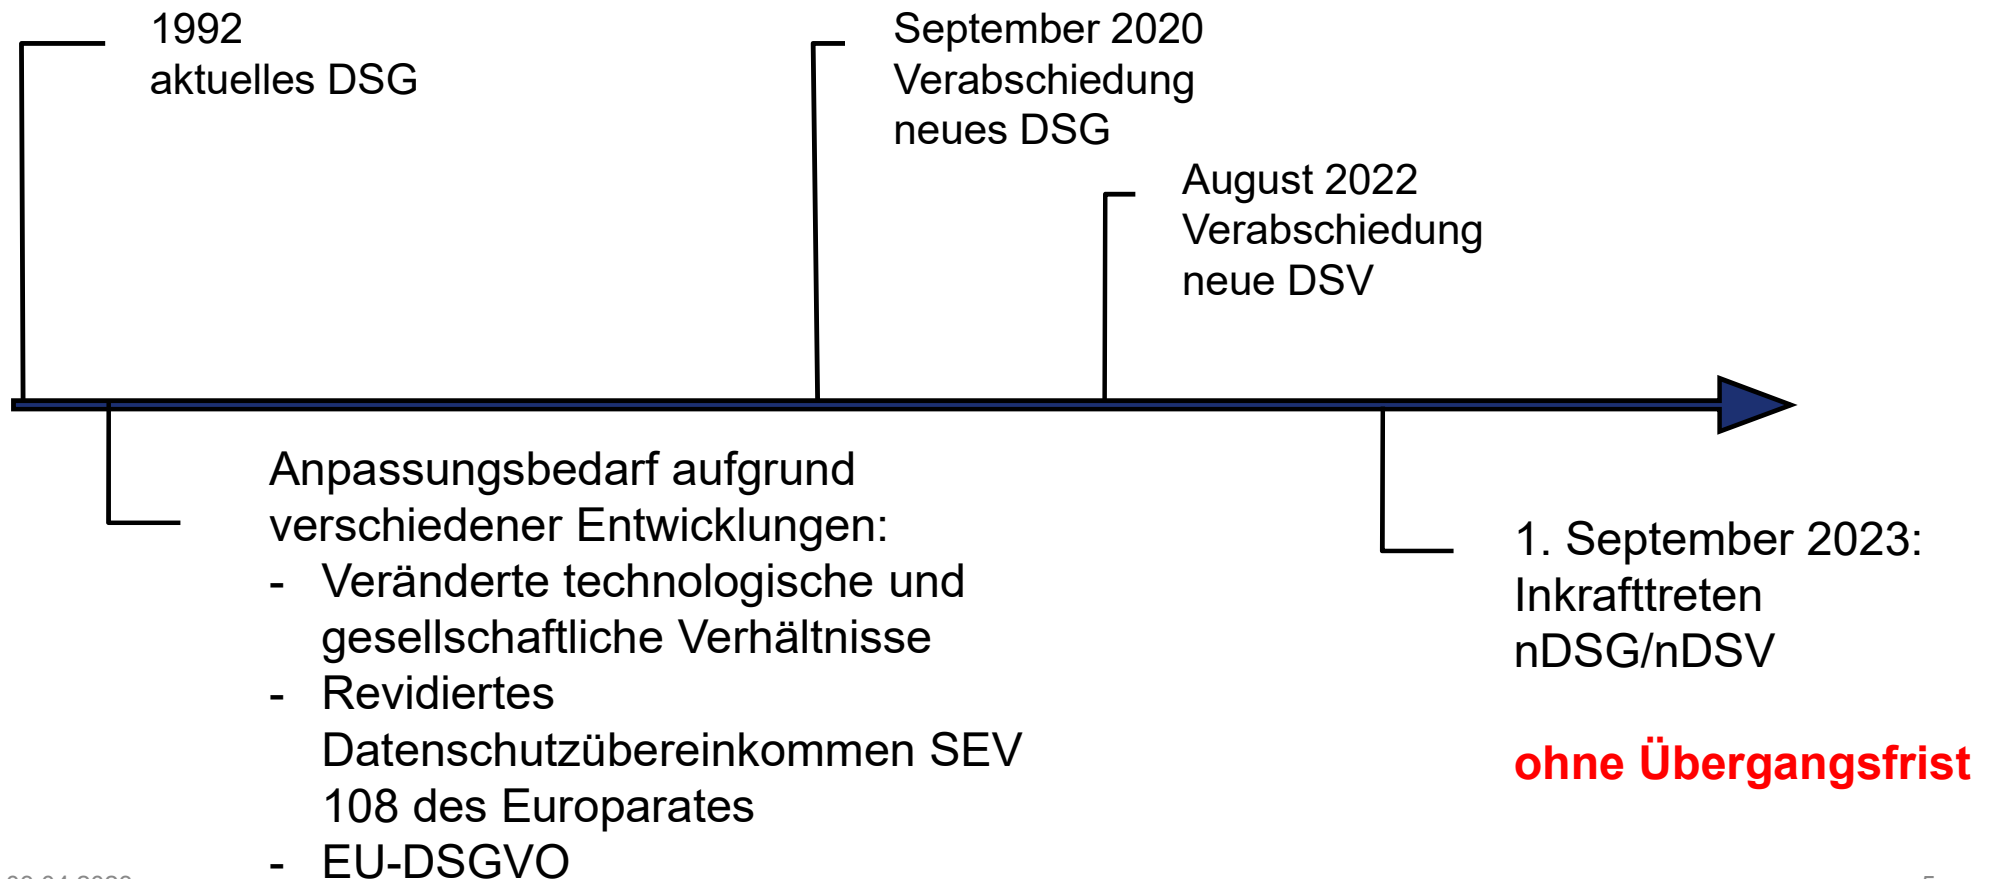 1992
aktuelles DSG
September 2020
Verabschiedung
neues DSG
August 2022
Verabschiedung
neue DSV
Anpassungsbedarf aufgrund
verschiedener Entwicklungen:
- Veränderte technologische und
gesellschaftliche Verhältnisse
- Revidiertes
Datenschutzübereinkommen SEV
108 des Europarates
- EU-DSGVO
1. September 2023:
Inkrafttreten
nDSG/nDSV
ohne Übergangsfrist